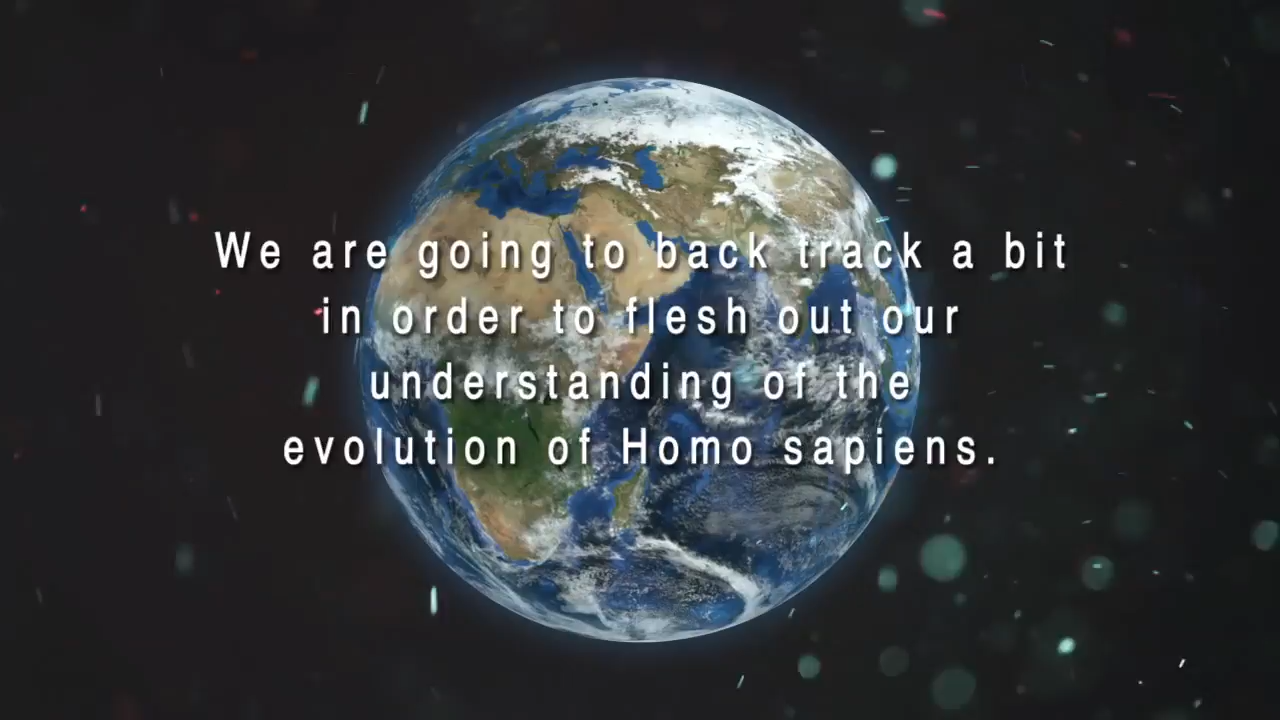 We are going to back track a bit
in order to flesh out our
understanding of the
evolution of Homo sapiens.